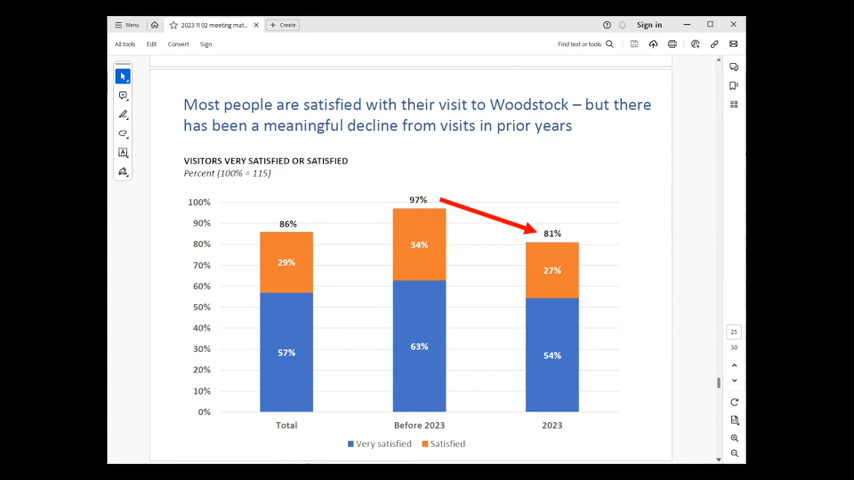 Menu
2023 11 02 meeting mat...
Create
Sign in
All tools
Edit
Convert
Sign
Find text or tools
Most people are satisfied with their visit to Woodstock – but there
has been a meaningful decline from visits in prior years
VISITORS VERY SATISFIED OR SATISFIED
Percent (100% = 115)
100%
90%
80%
70%
60%
50%
40%
30%
20%
10%
0%
86%
29%
57%
97%
34%
63%
81%
27%
54%
Total
Before 2023
2023
Very satisfied
Satisfied
25
30